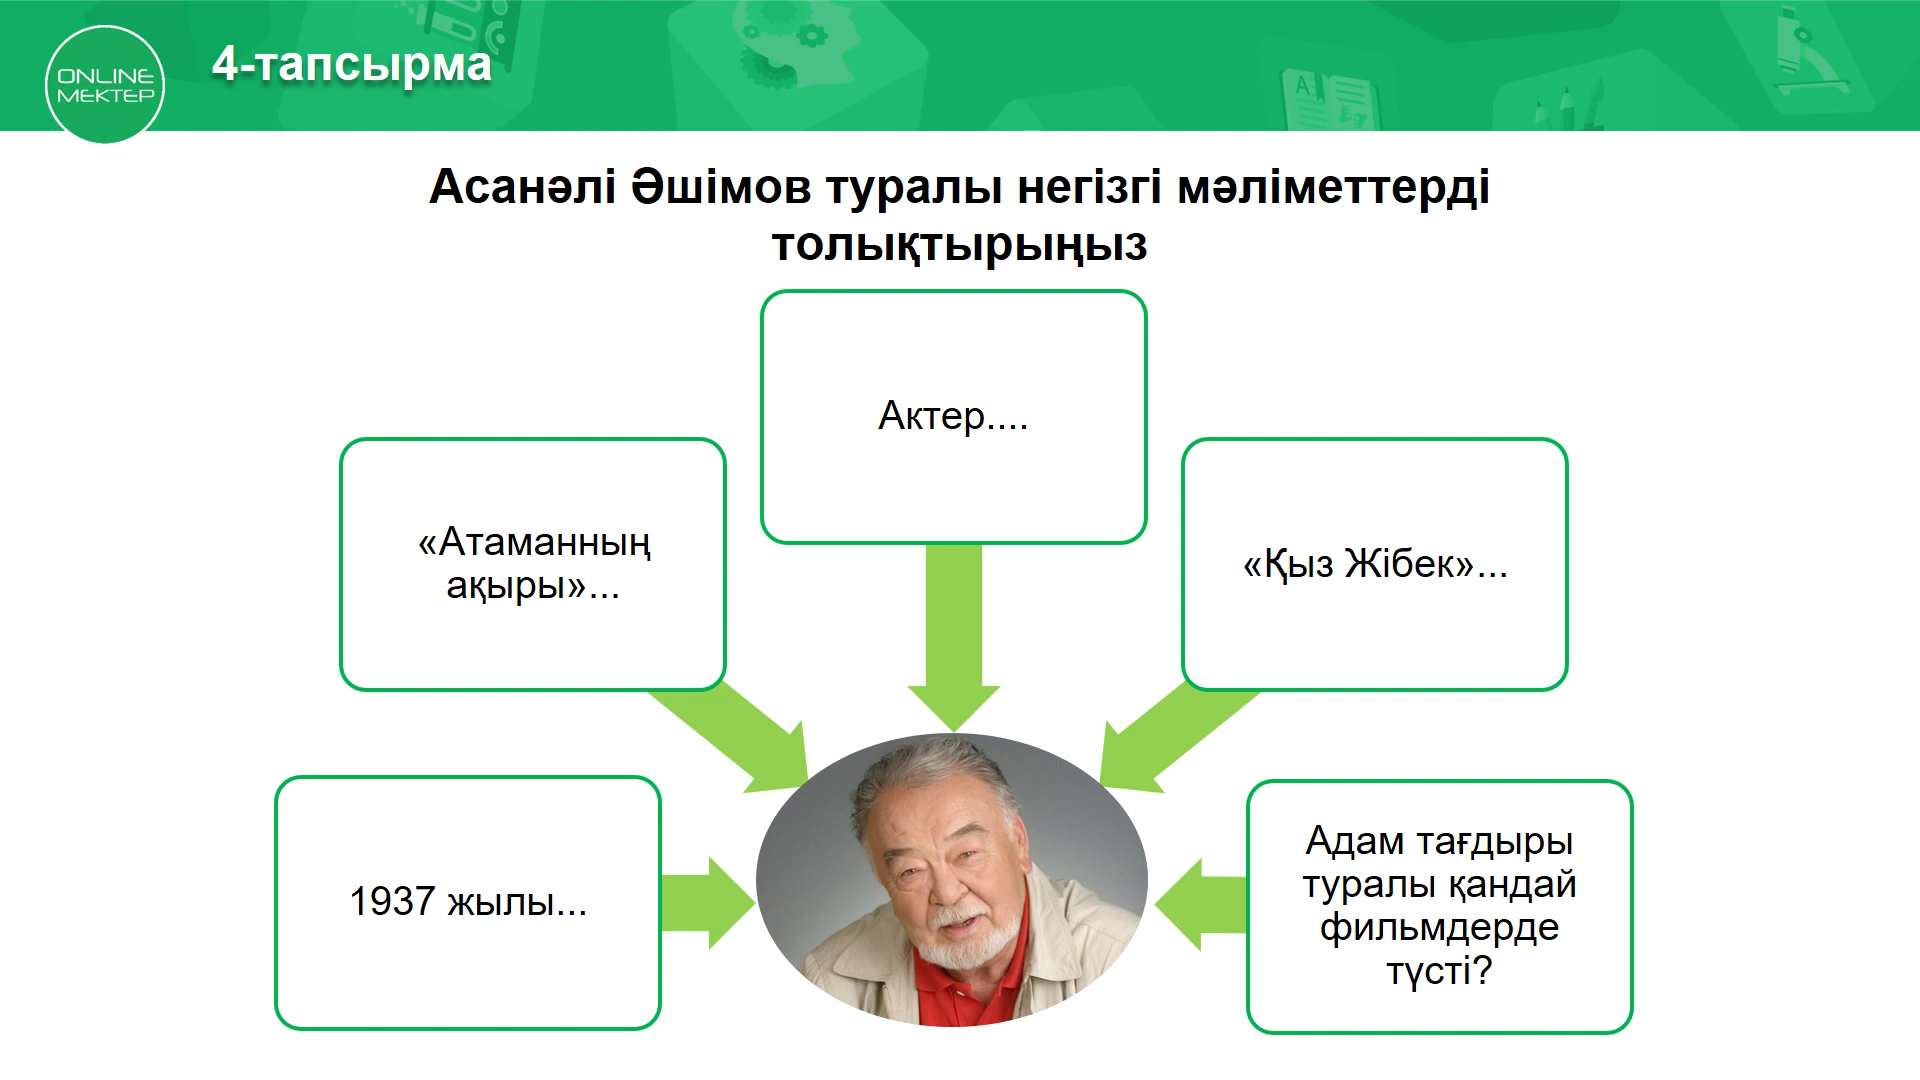 ONLINE
MEKTEP
4-тапсырма
Асанәлі Әшімов туралы негізгі мәліметтерді
толықтырыңыз
Актер....
«Атаманның
ақыры»...
«Қыз Жібек»...
1937 жылы...
Адам тағдыры
туралы қандай
фильмдерде
түсті?